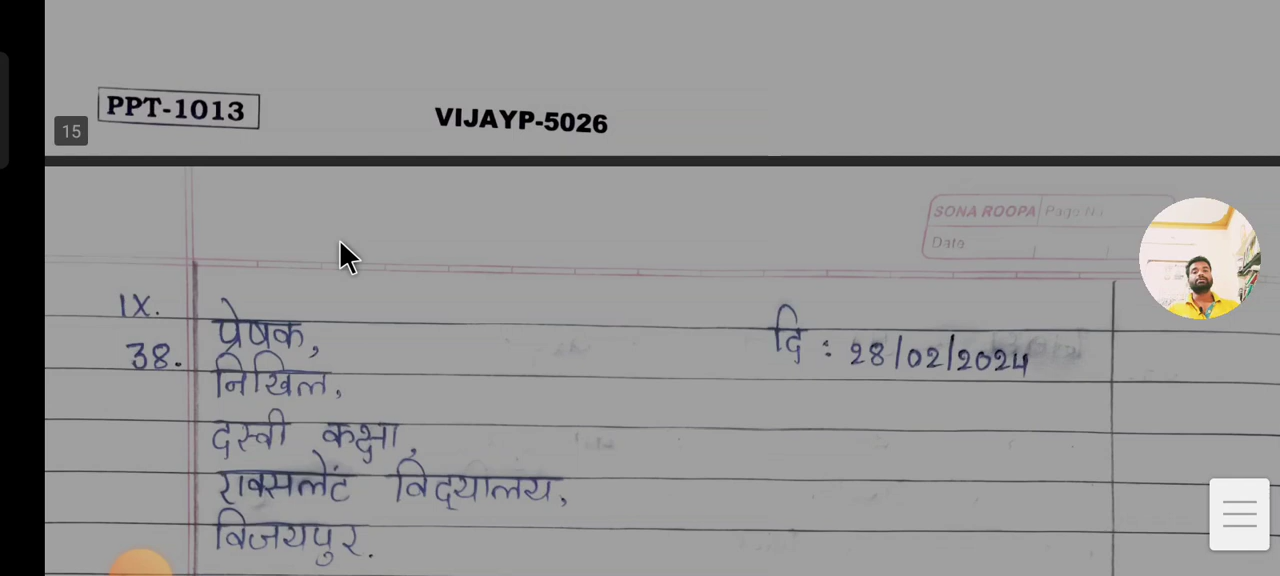 PPT-1013
VIJAYP-5026
15
SONA ROOPA Page No
Date
IX.
38. प्रेषक, दि : 28/02/2024
निखिल,
दस्वी कक्षा,
एाक्सलेंट विद्यालय,
विजयपुर.